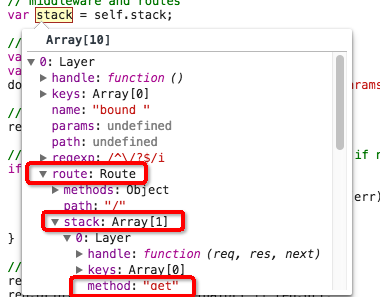 // middleware and routes
var stack = self.stack;
Array[10]
▼ 0: Layer
▶ handle: function ()
▶ keys: Array[0]
name: "bound "
params: undefined
path: undefined
▶ regexp: /^\/?$/i
▼ route: Route
▶ methods: Object
path: "/"
▼ stack: Array[1]
▼ 0: Layer
▶ handle: function (req, res, next)
▶ keys: Array[0]
method: "get"
//
va
va
do
arams
//
re
//
if r
if
err)
}
//
re